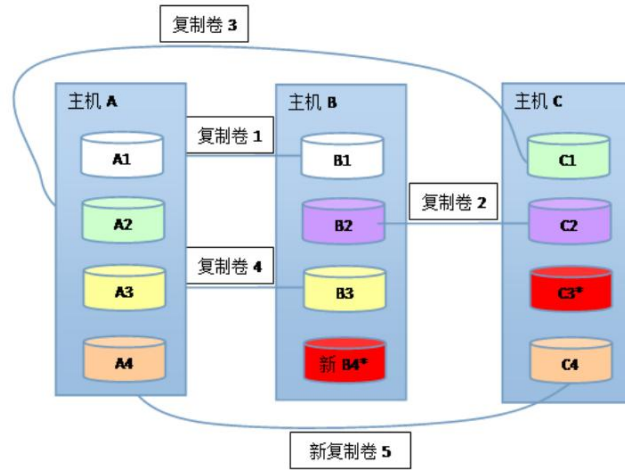 复制卷 3
主机 A
主机 B
主机 C
复制卷 1
A1
B1
C1
复制卷 2
A2
B2
C2
复制卷 4
A3
B3
C3*
A4
新 B4*
C4
新复制卷 5